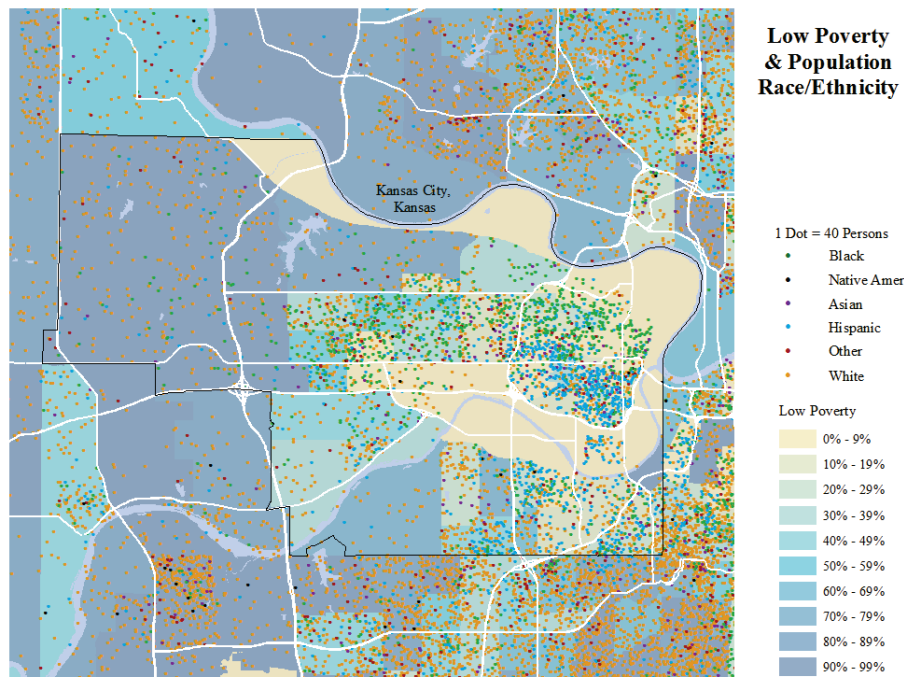 Low Poverty
& Population
Race/Ethnicity
Kansas City,
Kansas
1 Dot = 40 Persons
Black
Native Amer
Asian
Hispanic
Other
White
Low Poverty
0% - 9%
10% - 19%
20% - 29%
30% - 39%
40% - 49%
50% - 59%
60% - 69%
70% - 79%
80% - 89%
90% - 99%